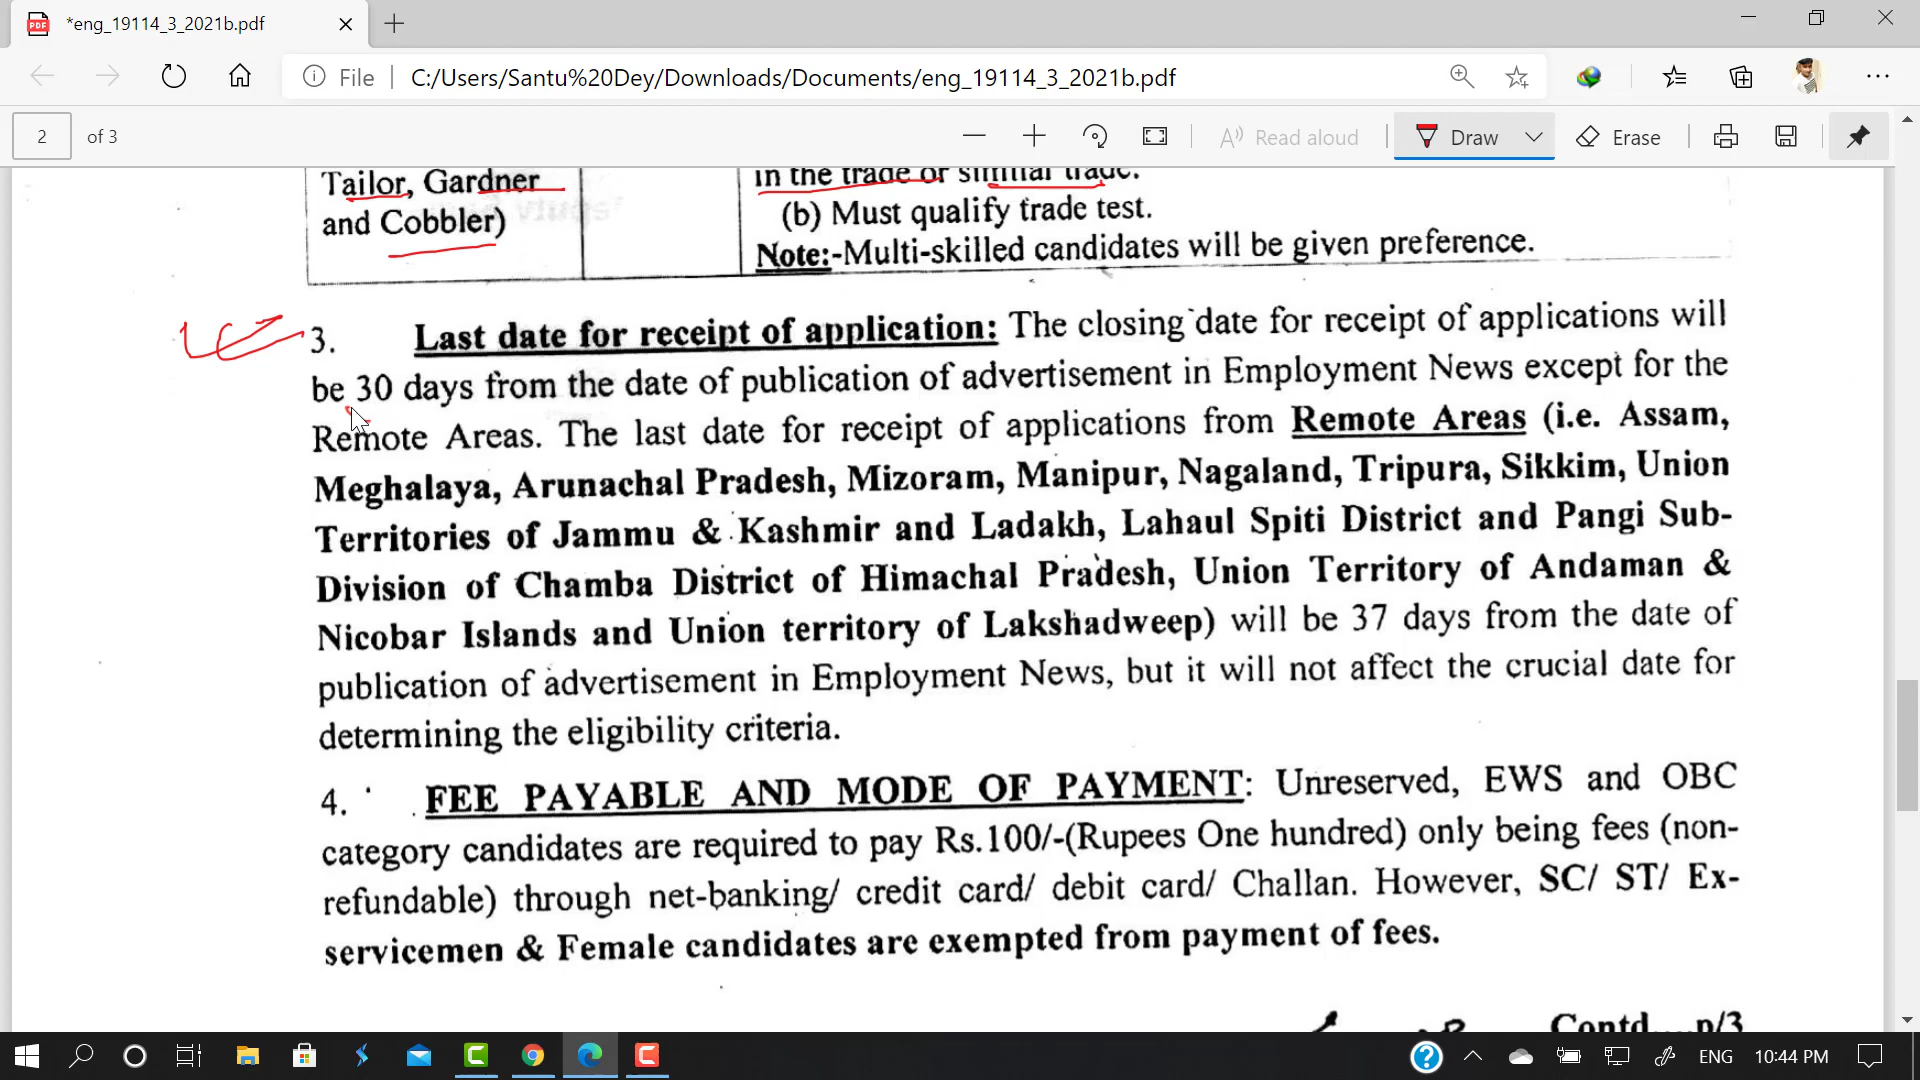 *eng_19114_3_2021b.pdf
File
C:/Users/Santu%20Dey/Downloads/Documents/eng_19114_3_2021b.pdf
2 of 3
Read aloud
Draw
Erase
Tailor, Gardner
and Cobbler)
in the trade or similar trade.
(b) Must qualify trade test.
Note:-Multi-skilled candidates will be given preference.
3. Last date for receipt of application: The closing date for receipt of applications will
be 30 days from the date of publication of advertisement in Employment News except for the
Remote Areas. The last date for receipt of applications from Remote Areas (i.e. Assam,
Meghalaya, Arunachal Pradesh, Mizoram, Manipur, Nagaland, Tripura, Sikkim, Union
Territories of Jammu & Kashmir and Ladakh, Lahaul Spiti District and Pangi Sub-
Division of Chamba District of Himachal Pradesh, Union Territory of Andaman &
Nicobar Islands and Union territory of Lakshadweep) will be 37 days from the date of
publication of advertisement in Employment News, but it will not affect the crucial date for
determining the eligibility criteria.
4. FEE PAYABLE AND MODE OF PAYMENT: Unreserved, EWS and OBC
category candidates are required to pay Rs.100/-(Rupees One hundred) only being fees (non-
refundable) through net-banking/ credit card/ debit card/ Challan. However, SC/ ST/ Ex-
servicemen & Female candidates are exempted from payment of fees.
Contd....p/3
ENG
10:44 PM